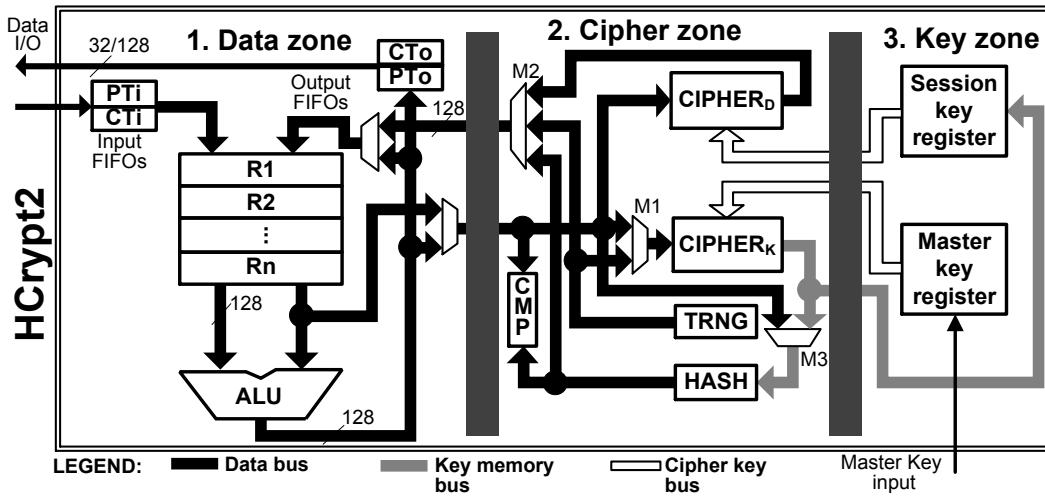 HCrypt2
Data
I/O
32/128
1. Data zone
2. Cipher zone
3. Key zone
CTo
PTo
Output
FIFOs
PTi
CTi
Input
FIFOs
128
M2
CIPHERD
Session
key
register
R1
R2
⋮
Rn
M1
CIPHERK
Master
key
register
128
CMP
TRNG
M3
HASH
ALU
128
LEGEND:
Data bus
Key memory
bus
Cipher key
bus
Master Key
input